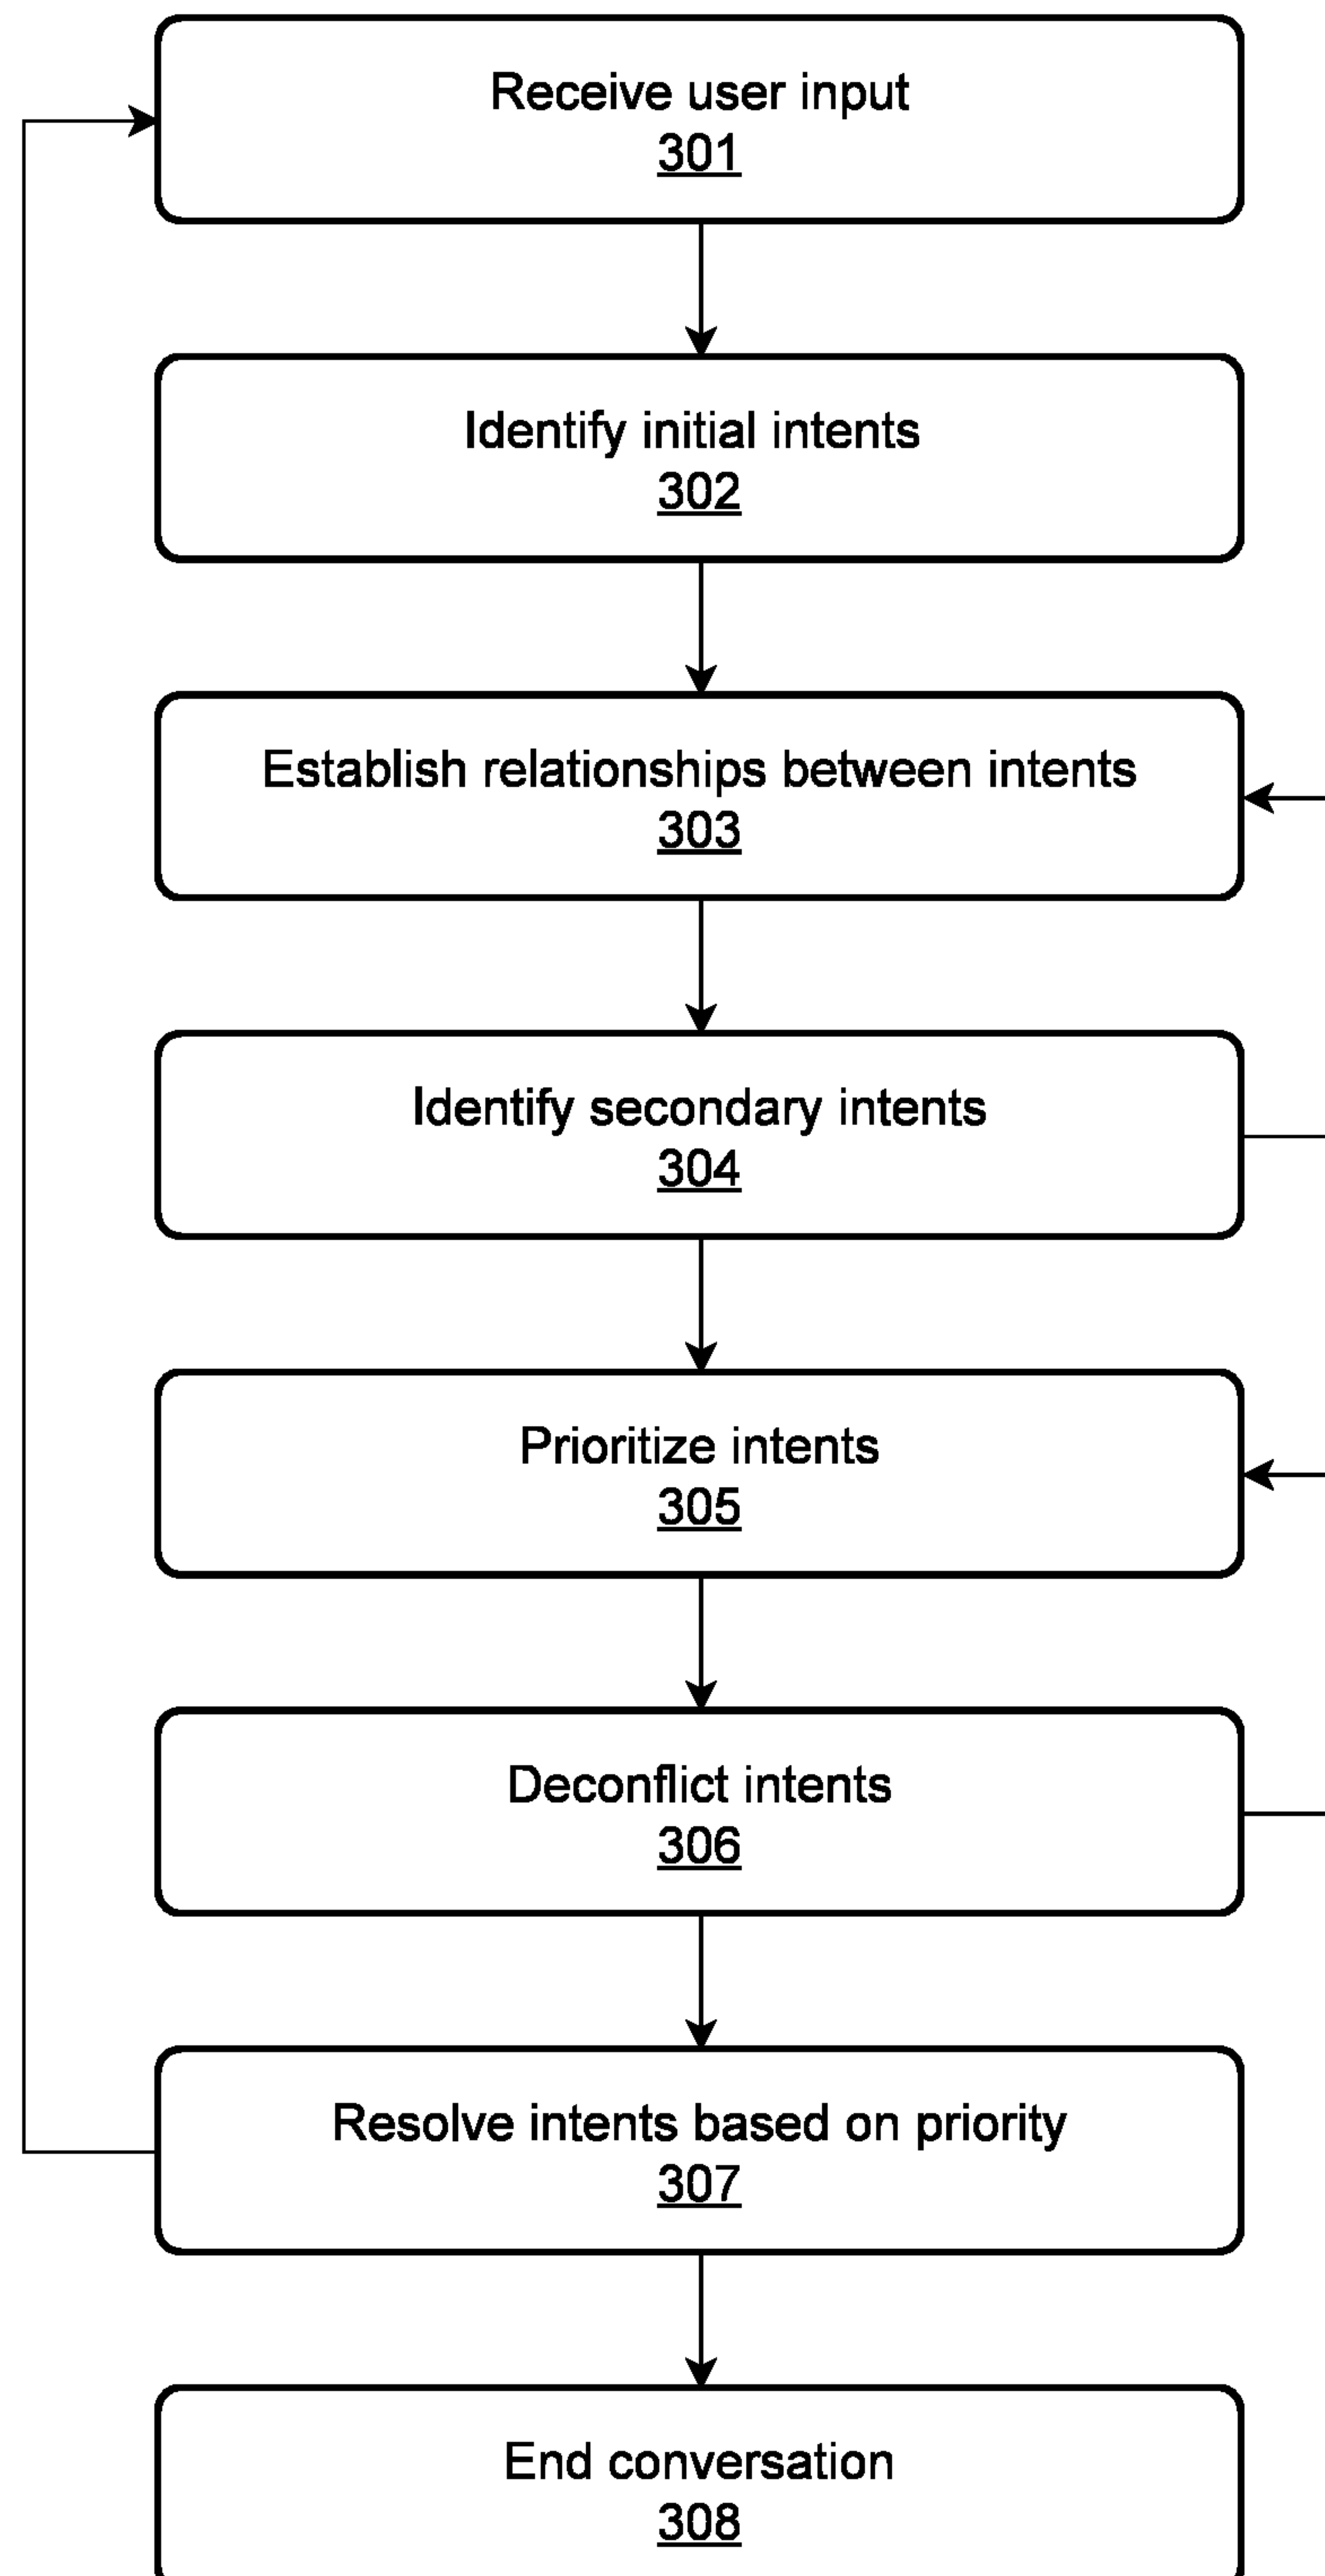 Receive user input
301
Identify initial intents
302
Establish relationships between intents
303
Identify secondary intents
304
Prioritize intents
305
Deconflict intents
306
Resolve intents based on priority
307
End conversation
308